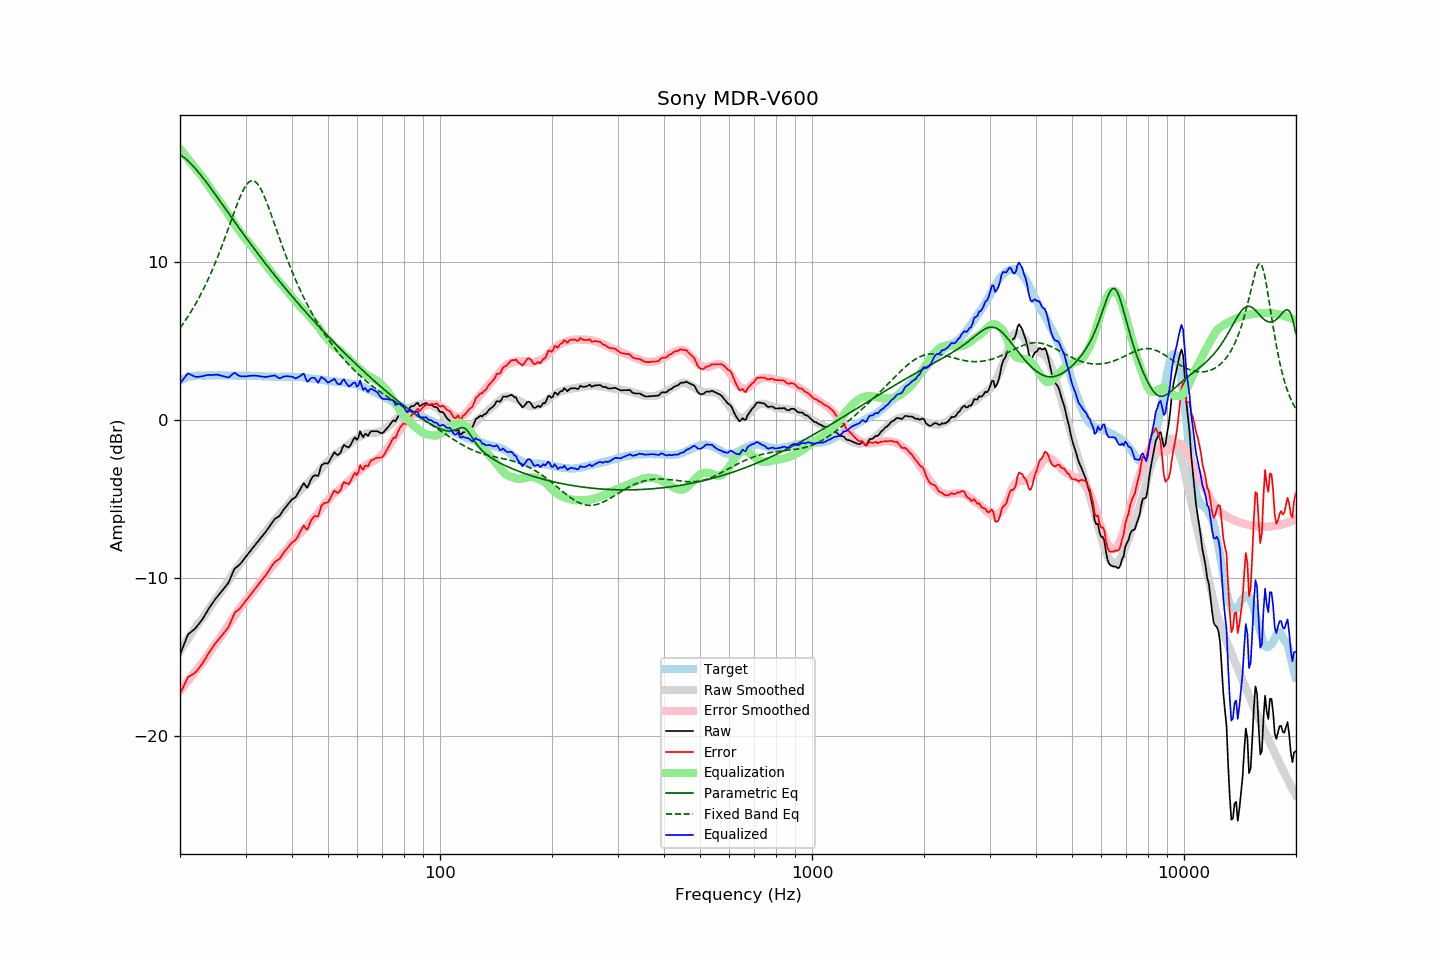 Sony MDR-V600
Amplitude (dBr)
10
0
−10
−20
Target
Raw Smoothed
Error Smoothed
Raw
Error
Equalization
Parametric Eq
Fixed Band Eq
Equalized
100
1000
10000
Frequency (Hz)